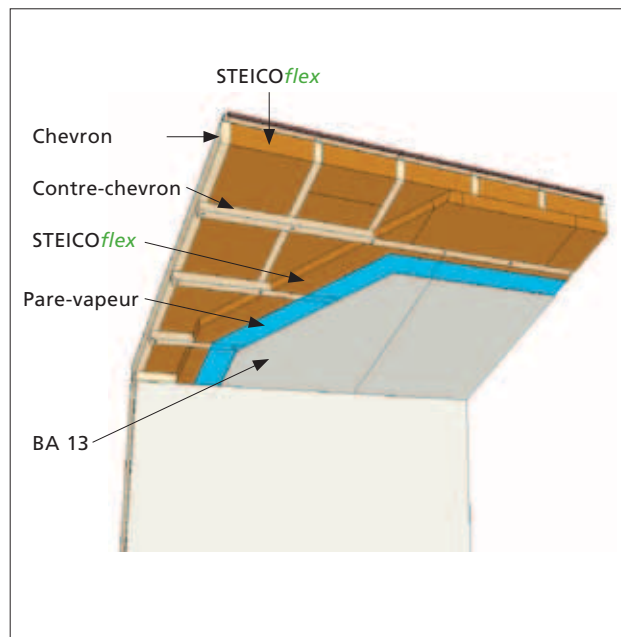 STEICOflex
Chevron
Contre-chevron
STEICOflex
Pare-vapeur
BA 13